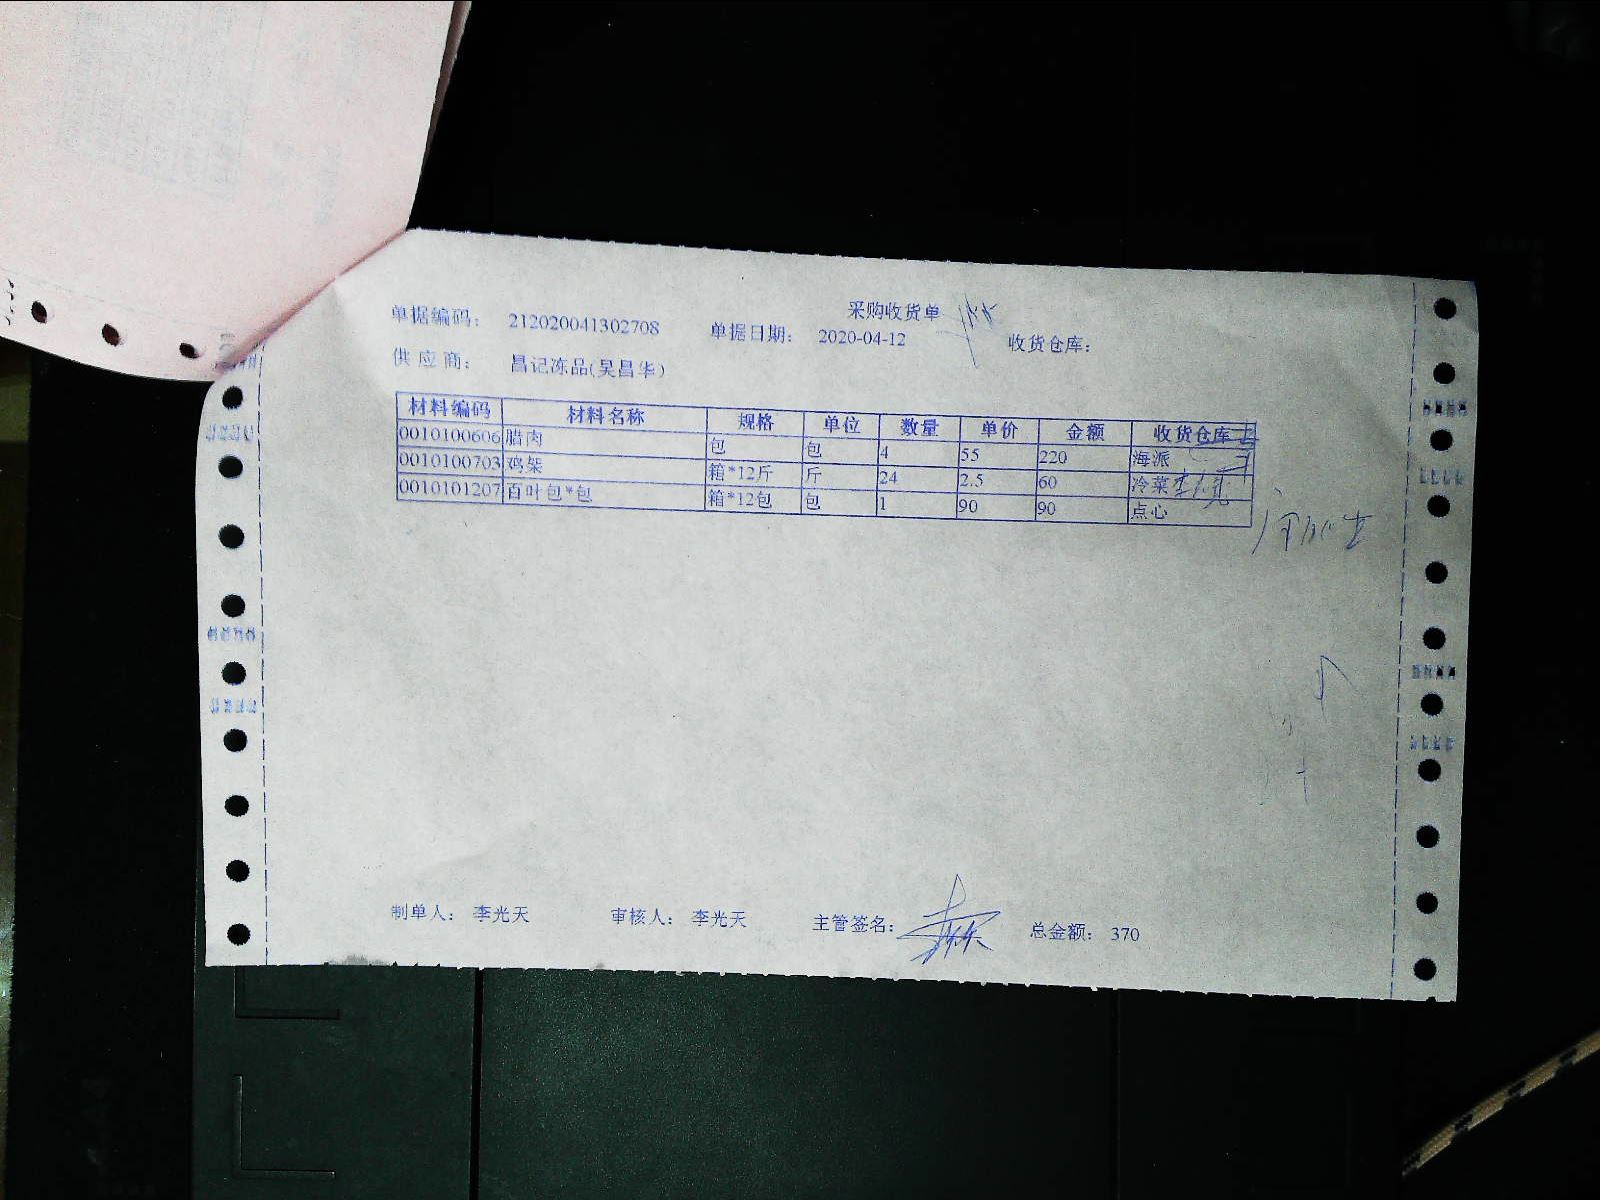 采购收货单
单据编码： 212020041302708 单据日期： 2020-04-12 收货仓库：
供应商： 昌记冻品(吴昌华)
材料编码 材料名称 规格 单位 数量 单价 金额 收货仓库
0010100606 腊肉 包 包 4 55 220 海派
0010100703 鸡架 箱*12斤 斤 24 2.5 60 冷菜
0010101207 百叶包*包 箱*12包 包 1 90 90 点心
制单人： 李光天 审核人： 李光天 主管签名： 总金额： 370